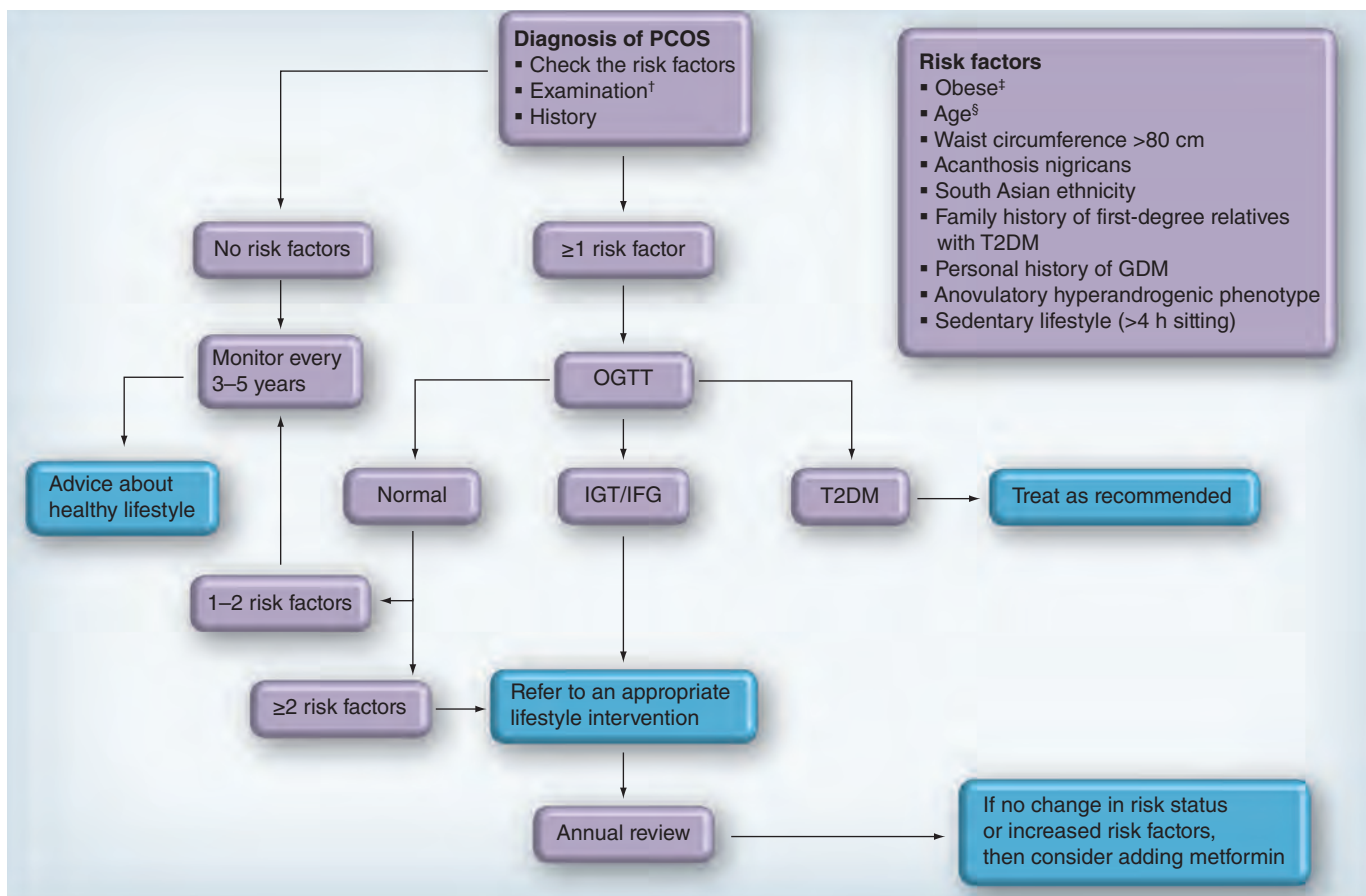 Diagnosis of PCOS
▪ Check the risk factors
▪ Examination†
▪ History
Risk factors
▪ Obese‡
▪ Age§
▪ Waist circumference >80 cm
▪ Acanthosis nigricans
▪ South Asian ethnicity
▪ Family history of first-degree relatives
with T2DM
▪ Personal history of GDM
▪ Anovulatory hyperandrogenic phenotype
▪ Sedentary lifestyle (>4 h sitting)
No risk factors
≥1 risk factor
Monitor every
3–5 years
OGTT
Advice about
healthy lifestyle
Normal
IGT/IFG
T2DM
Treat as recommended
1–2 risk factors
≥2 risk factors
Refer to an appropriate
lifestyle intervention
Annual review
If no change in risk status
or increased risk factors,
then consider adding metformin